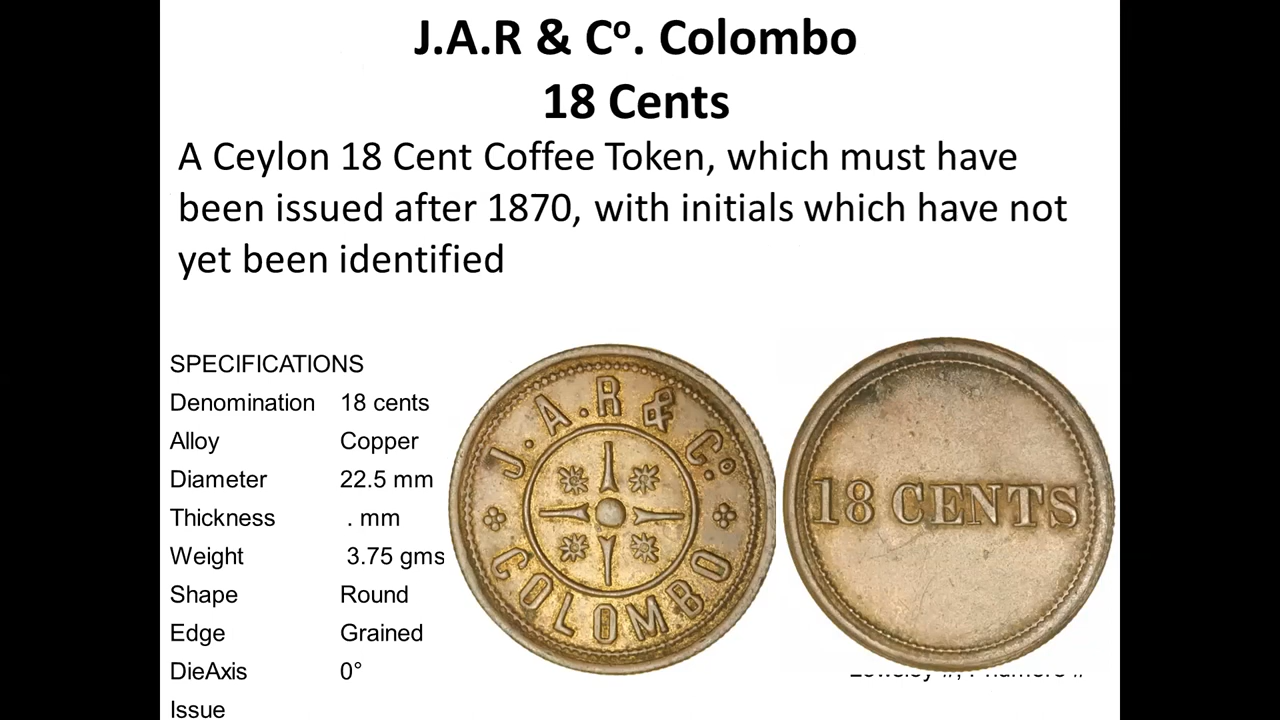 J.A.R & Cº. Colombo
18 Cents
A Ceylon 18 Cent Coffee Token, which must have
been issued after 1870, with initials which have not
yet been identified
SPECIFICATIONS
Denomination 18 cents
Alloy Copper
Diameter 22.5 mm
Thickness . mm
Weight 3.75 gms
Shape Round
Edge Grained
DieAxis 0°
Issue
J.A.R & Cº.
COLOMBO
18 CENTS